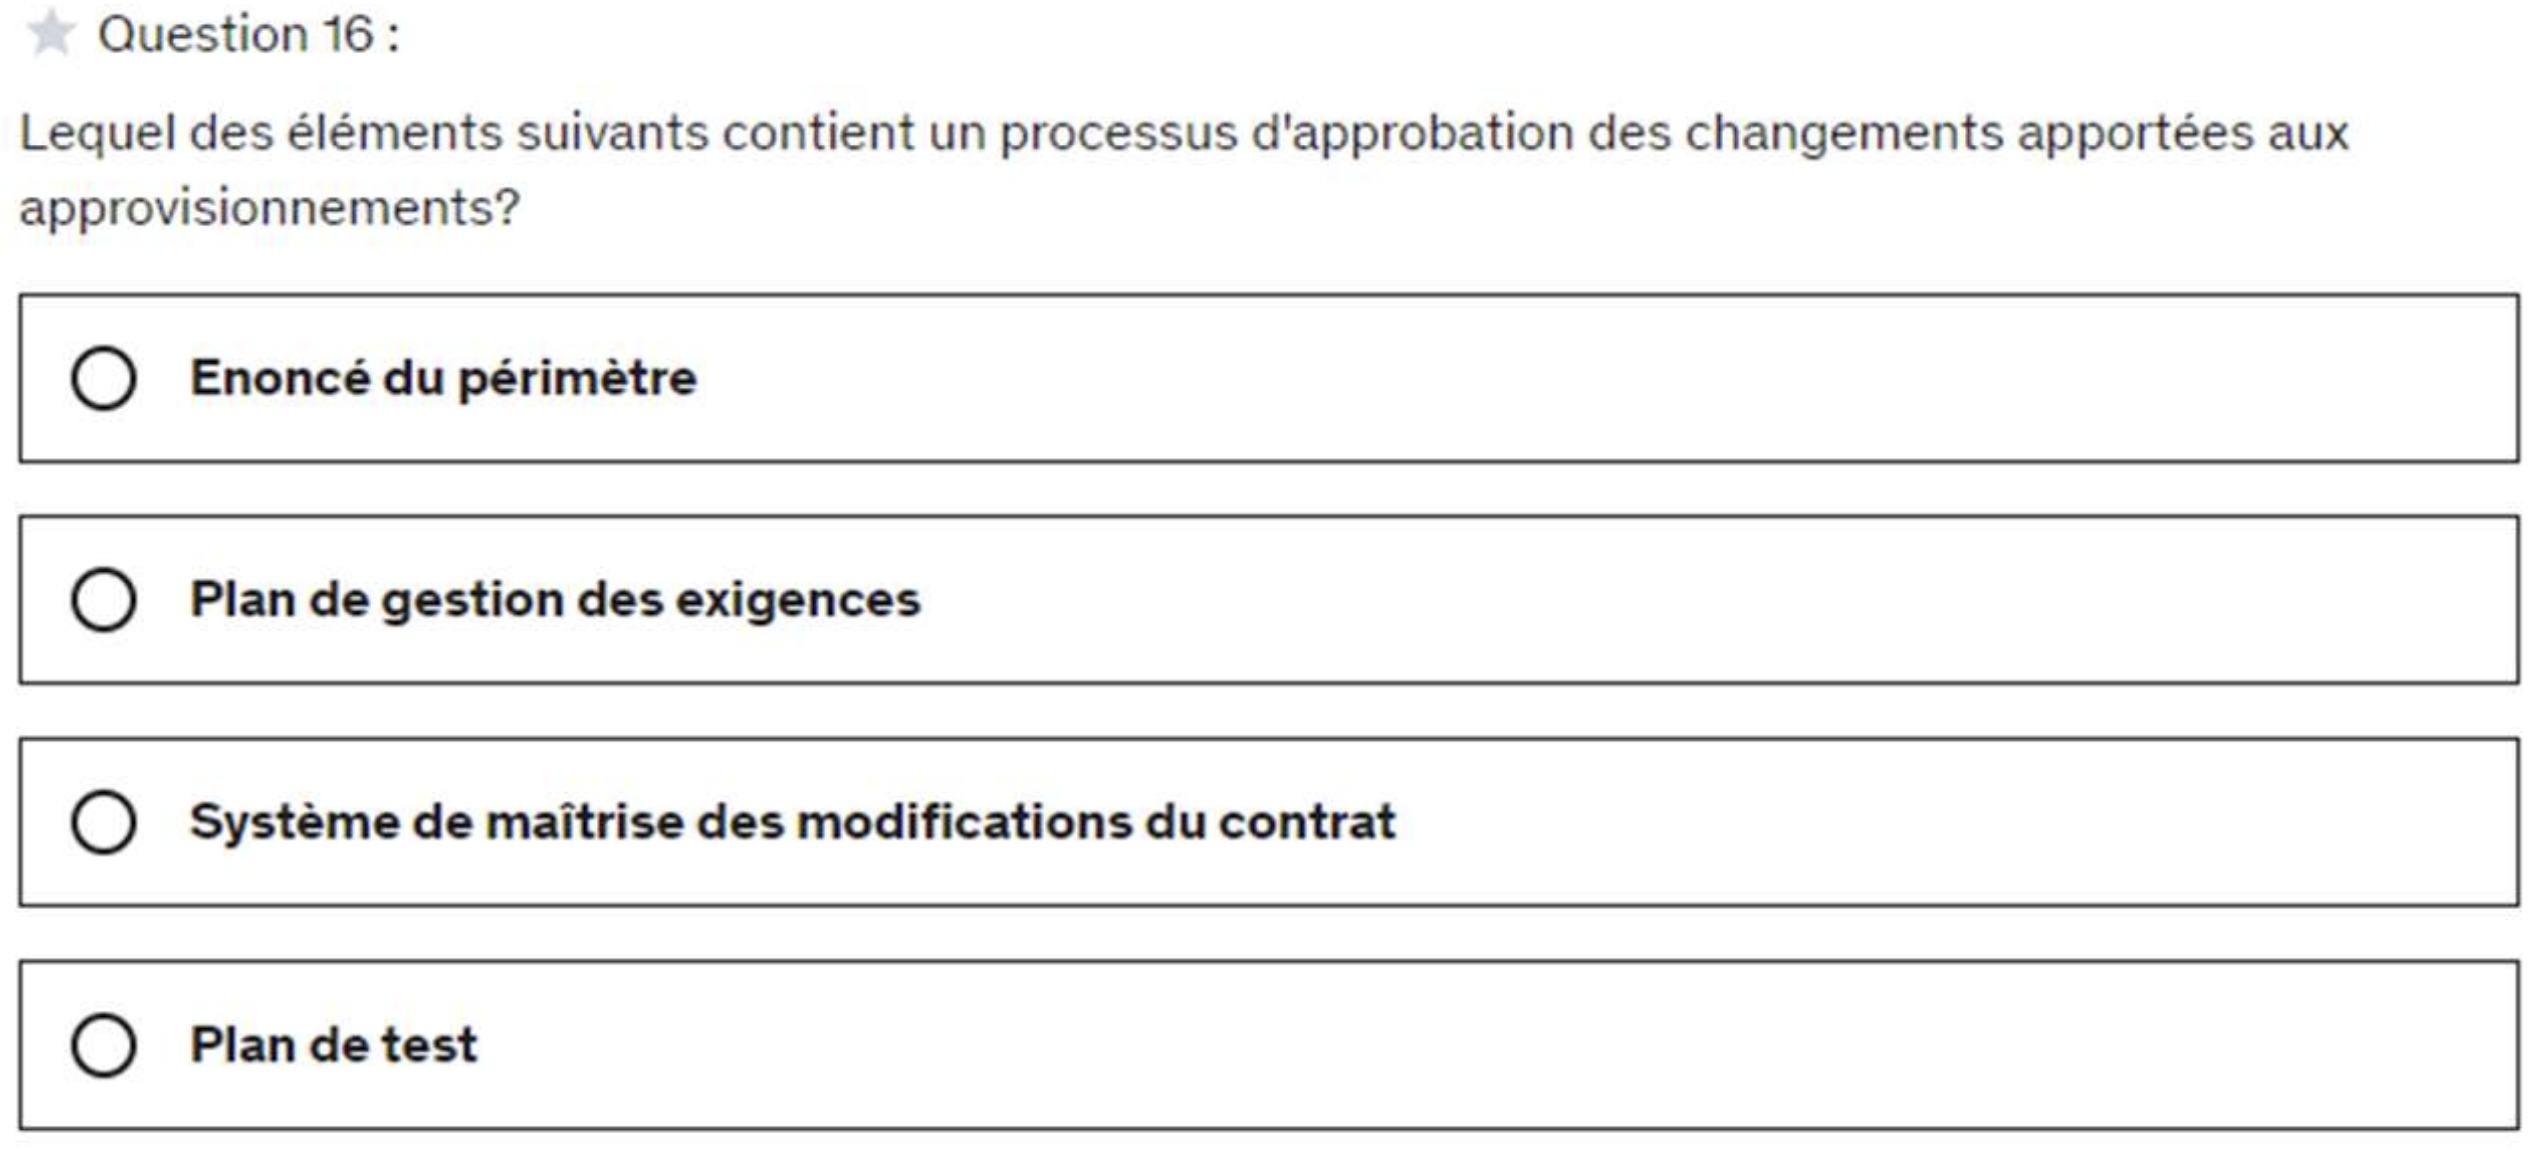 Question 16 :
Lequel des éléments suivants contient un processus d'approbation des changements apportées aux
approvisionnements?
Enoncé du périmètre
Plan de gestion des exigences
Système de maîtrise des modifications du contrat
Plan de test